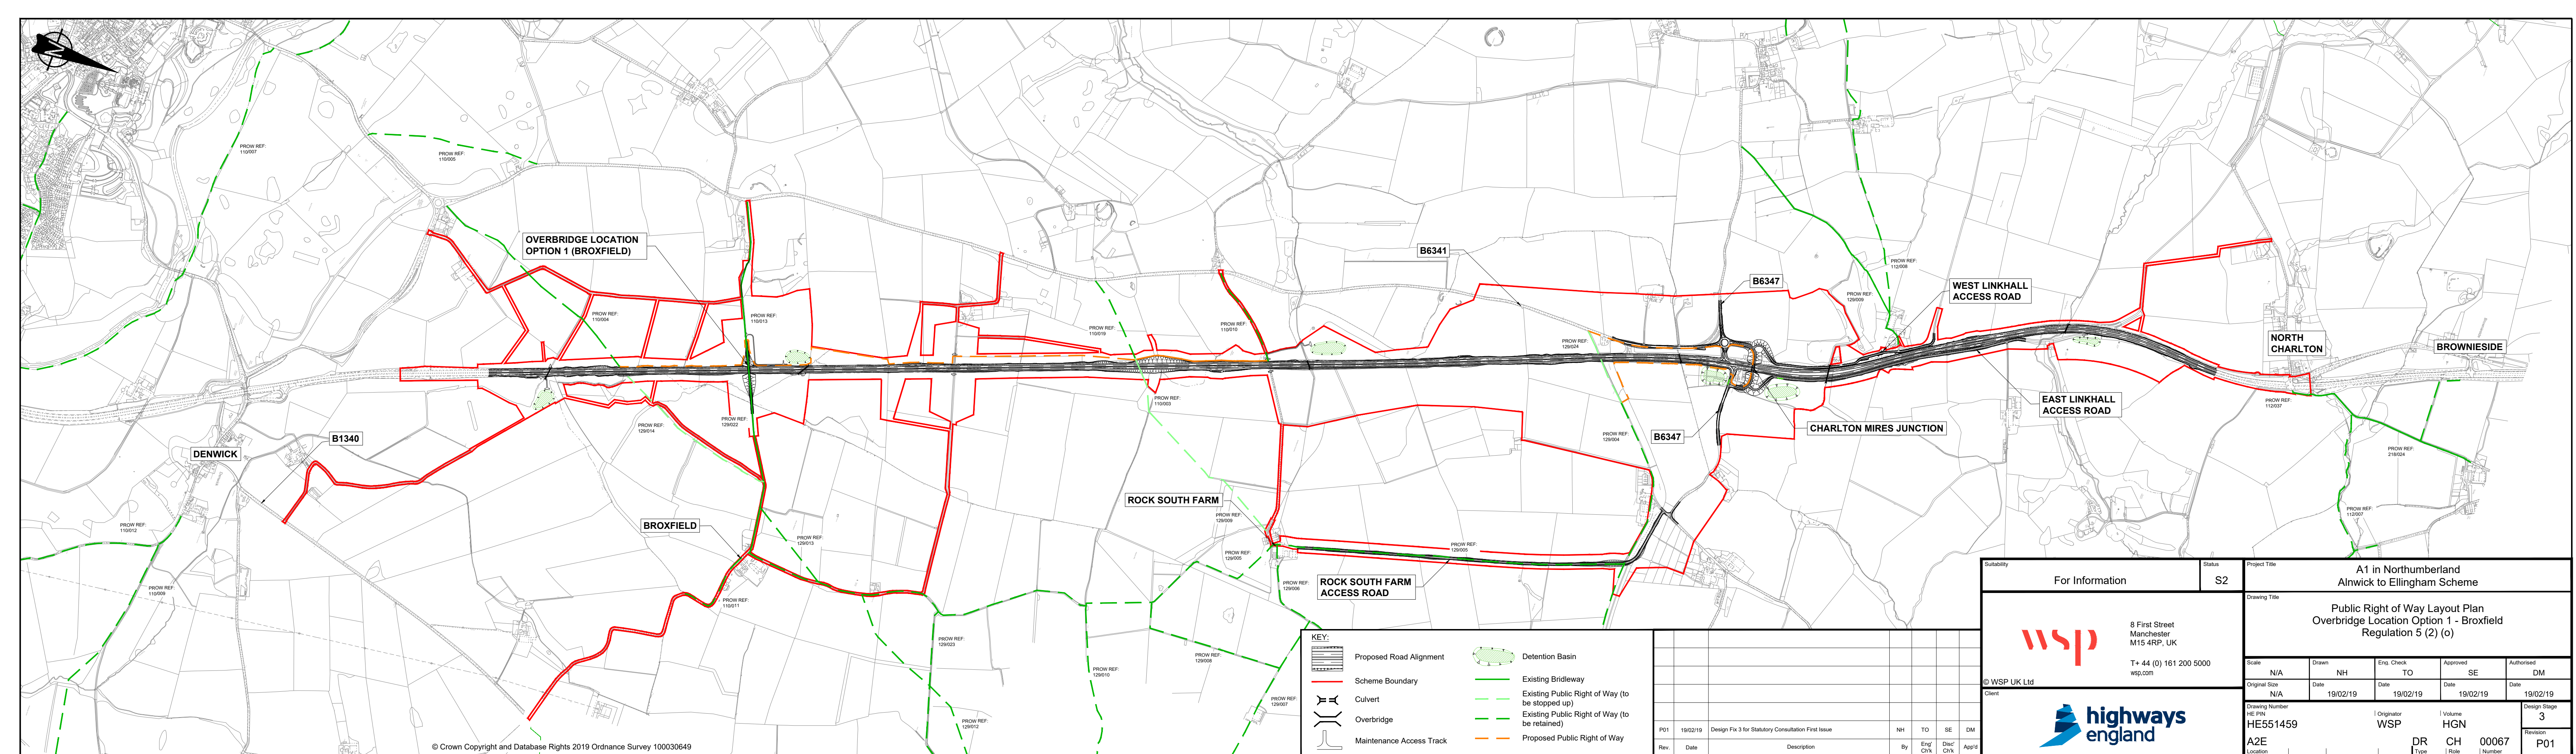 N
PROW REF:
110/007
PROW REF:
110/005
OVERBRIDGE LOCATION
OPTION 1 (BROXFIELD)
PROW REF:
110/004
PROW REF:
110/013
PROW REF:
110/019
PROW REF:
110/010
B6341
B6347
PROW REF:
112/008
PROW REF:
129/009
WEST LINKHALL
ACCESS ROAD
PROW REF:
129/024
NORTH
CHARLTON
BROWNIESIDE
EAST LINKHALL
ACCESS ROAD
PROW REF:
112/037
PROW REF:
110/003
PROW REF:
129/022
PROW REF:
129/014
B1340
DENWICK
PROW REF:
129/004
B6347
CHARLTON MIRES JUNCTION
PROW REF:
218/024
ROCK SOUTH FARM
PROW REF:
129/009
PROW REF:
110/012
BROXFIELD
PROW REF:
129/013
PROW REF:
129/005
PROW REF:
129/005
PROW REF:
112/007
PROW REF:
110/009
PROW REF:
110/011
PROW REF:
129/006
ROCK SOUTH FARM
ACCESS ROAD
PROW REF:
129/023
PROW REF:
129/010
PROW REF:
129/008
PROW REF:
129/007
PROW REF:
129/012
© Crown Copyright and Database Rights 2019 Ordnance Survey 100030649
KEY:
Proposed Road Alignment
Scheme Boundary
Culvert
Overbridge
Maintenance Access Track
Detention Basin
Existing Bridleway
Existing Public Right of Way (to
be stopped up)
Existing Public Right of Way (to
be retained)
Proposed Public Right of Way
P01 19/02/19 Design Fix 3 for Statutory Consultation First Issue NH TO SE DM
Rev. Date Description By Eng' Ch'k Disc' Ch'k App'd
Suitability
For Information
Status
S2
wsp
8 First Street
Manchester
M15 4RP, UK
T+ 44 (0) 161 200 5000
wsp.com
© WSP UK Ltd
Client
highways
england
Project Title
A1 in Northumberland
Alnwick to Ellingham Scheme
Drawing Title
Public Right of Way Layout Plan
Overbridge Location Option 1 - Broxfield
Regulation 5 (2) (o)
Scale Drawn Eng. Check Approved Authorised
N/A NH TO SE DM
Original Size Date Date Date Date
N/A 19/02/19 19/02/19 19/02/19 19/02/19
Drawing Number
HE PIN Originator Volume
HE551459 WSP HGN
A2E DR CH 00067
Location Type Role Number
Design Stage
3
Revision
P01